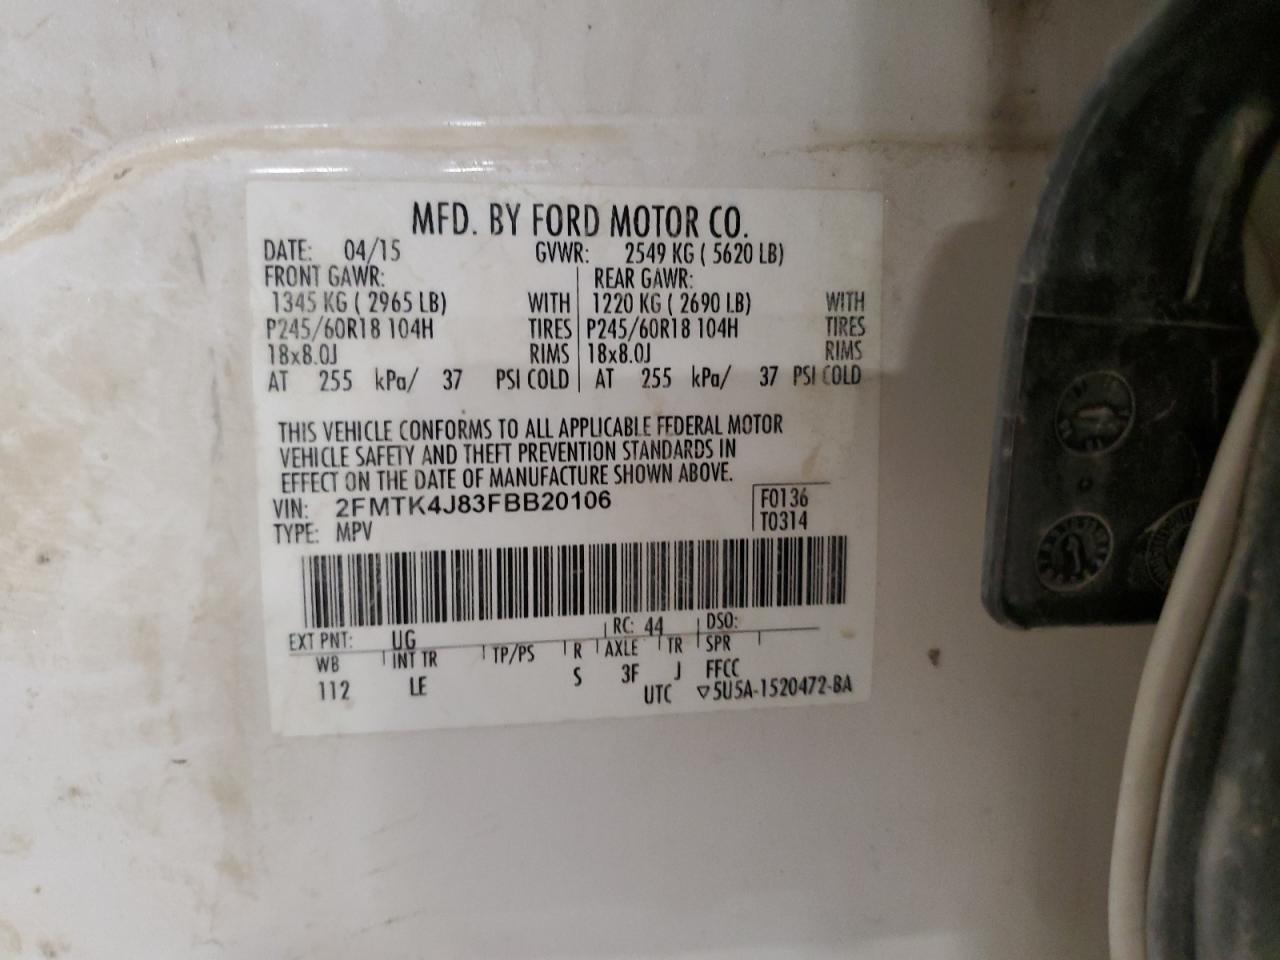 MFD. BY FORD MOTOR CO.
DATE: 04/15 GVWR: 2549 KG ( 5620 LB)
FRONT GAWR: REAR GAWR:
1345 KG ( 2965 LB) WITH 1220 KG ( 2690 LB) WITH
P245/60R18 104H TIRES P245/60R18 104H TIRES
18x8.0J RIMS 18x8.0J RIMS
AT 255 kPa/ 37 PSI COLD AT 255 kPa/ 37 PSI COLD
THIS VEHICLE CONFORMS TO ALL APPLICABLE FEDERAL MOTOR
VEHICLE SAFETY AND THEFT PREVENTION STANDARDS IN
EFFECT ON THE DATE OF MANUFACTURE SHOWN ABOVE.
VIN: 2FMTK4J83FBB20106 F0136
TYPE: MPV T0314
EXT PNT: UG RC: 44 DSO:
WB INT TR TP/PS R AXLE TR SPR
112 LE S 3F J FFCC
UTC ▽5U5A-1520472-BA